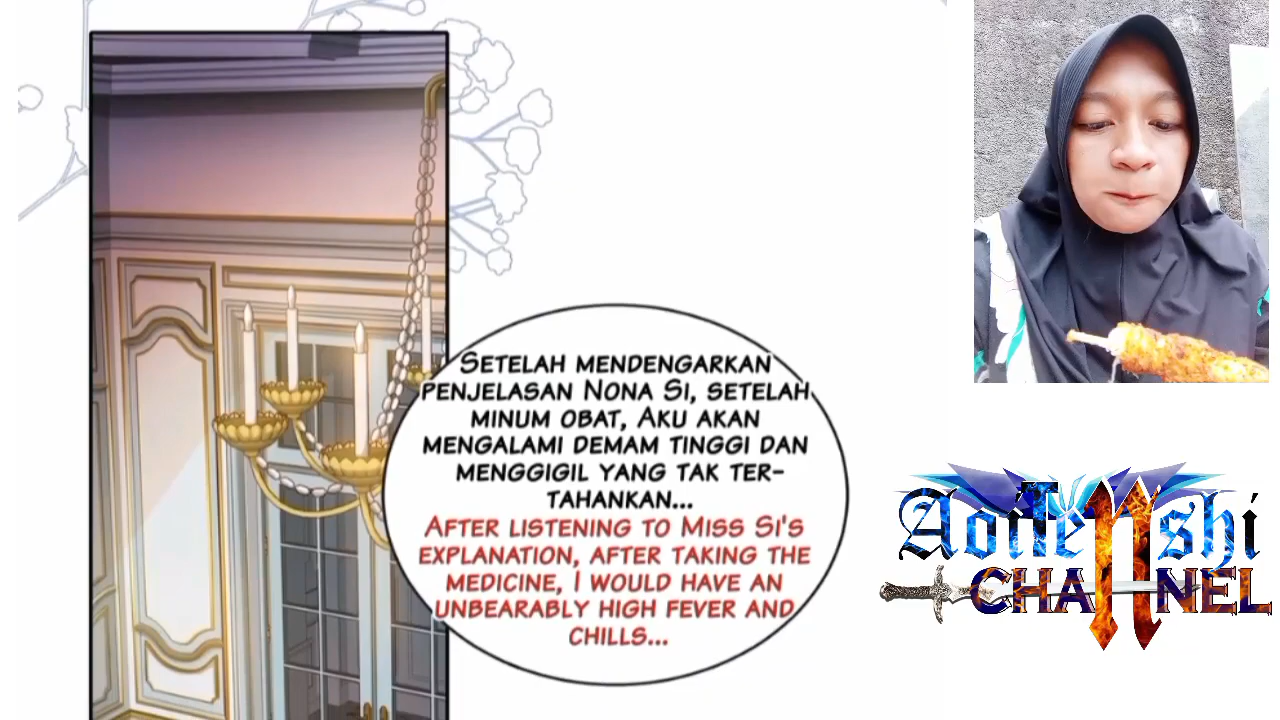 SETELAH MENDENGARKAN
PENJELASAN NONA SI, SETELAH
MINUM OBAT, AKU AKAN
MENGALAMI DEMAM TINGGI DAN
MENGGIGIL YANG TAK TER-
TAHANKAN...
AFTER LISTENING TO MISS SI'S
EXPLANATION, AFTER TAKING THE
MEDICINE, I WOULD HAVE AN
UNBEARABLY HIGH FEVER AND
CHILLS...
AoiTenshi
CHANNEL